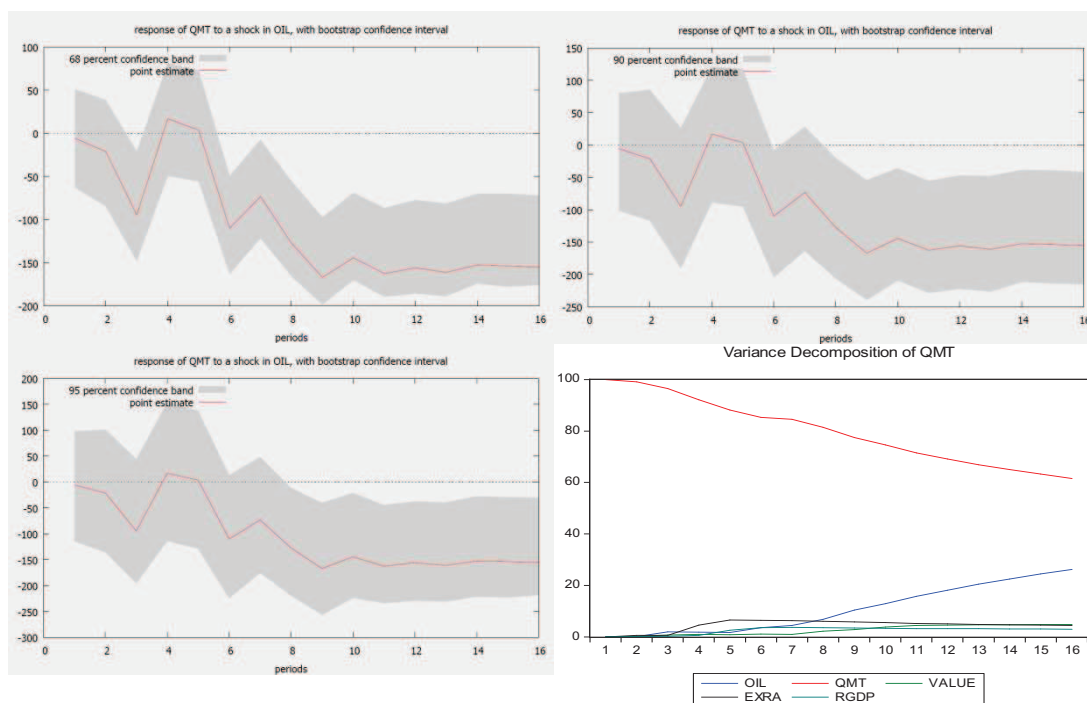 response of QMT to a shock in OIL, with bootstrap confidence interval
68 percent confidence band
point estimate
100
50
0
-50
-100
-150
-200
0 2 4 6 8 10 12 14 16
periods
response of QMT to a shock in OIL, with bootstrap confidence interval
90 percent confidence band
point estimate
150
100
50
0
-50
-100
-150
-200
-250
0 2 4 6 8 10 12 14 16
periods
response of QMT to a shock in OIL, with bootstrap confidence interval
95 percent confidence band
point estimate
200
150
100
50
0
-50
-100
-150
-200
-250
-300
0 2 4 6 8 10 12 14 16
periods
Variance Decomposition of QMT
100
80
60
40
20
0
1 2 3 4 5 6 7 8 9 10 11 12 13 14 15 16
OIL QMT VALUE
EXRA RGDP